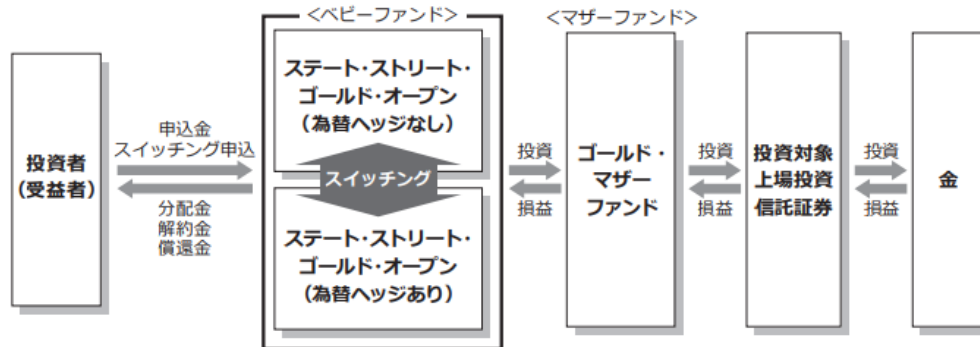 <ベビーファンド>
<マザーファンド>
投資者
(受益者)
申込金
スイッチング申込
分配金
解約金
償還金
ステート・ストリート・
ゴールド・オープン
(為替ヘッジなし)
スイッチング
ステート・ストリート・
ゴールド・オープン
(為替ヘッジあり)
投資
損益
ゴールド・
マザー
ファンド
投資
損益
投資対象
上場投資
信託証券
投資
損益
金